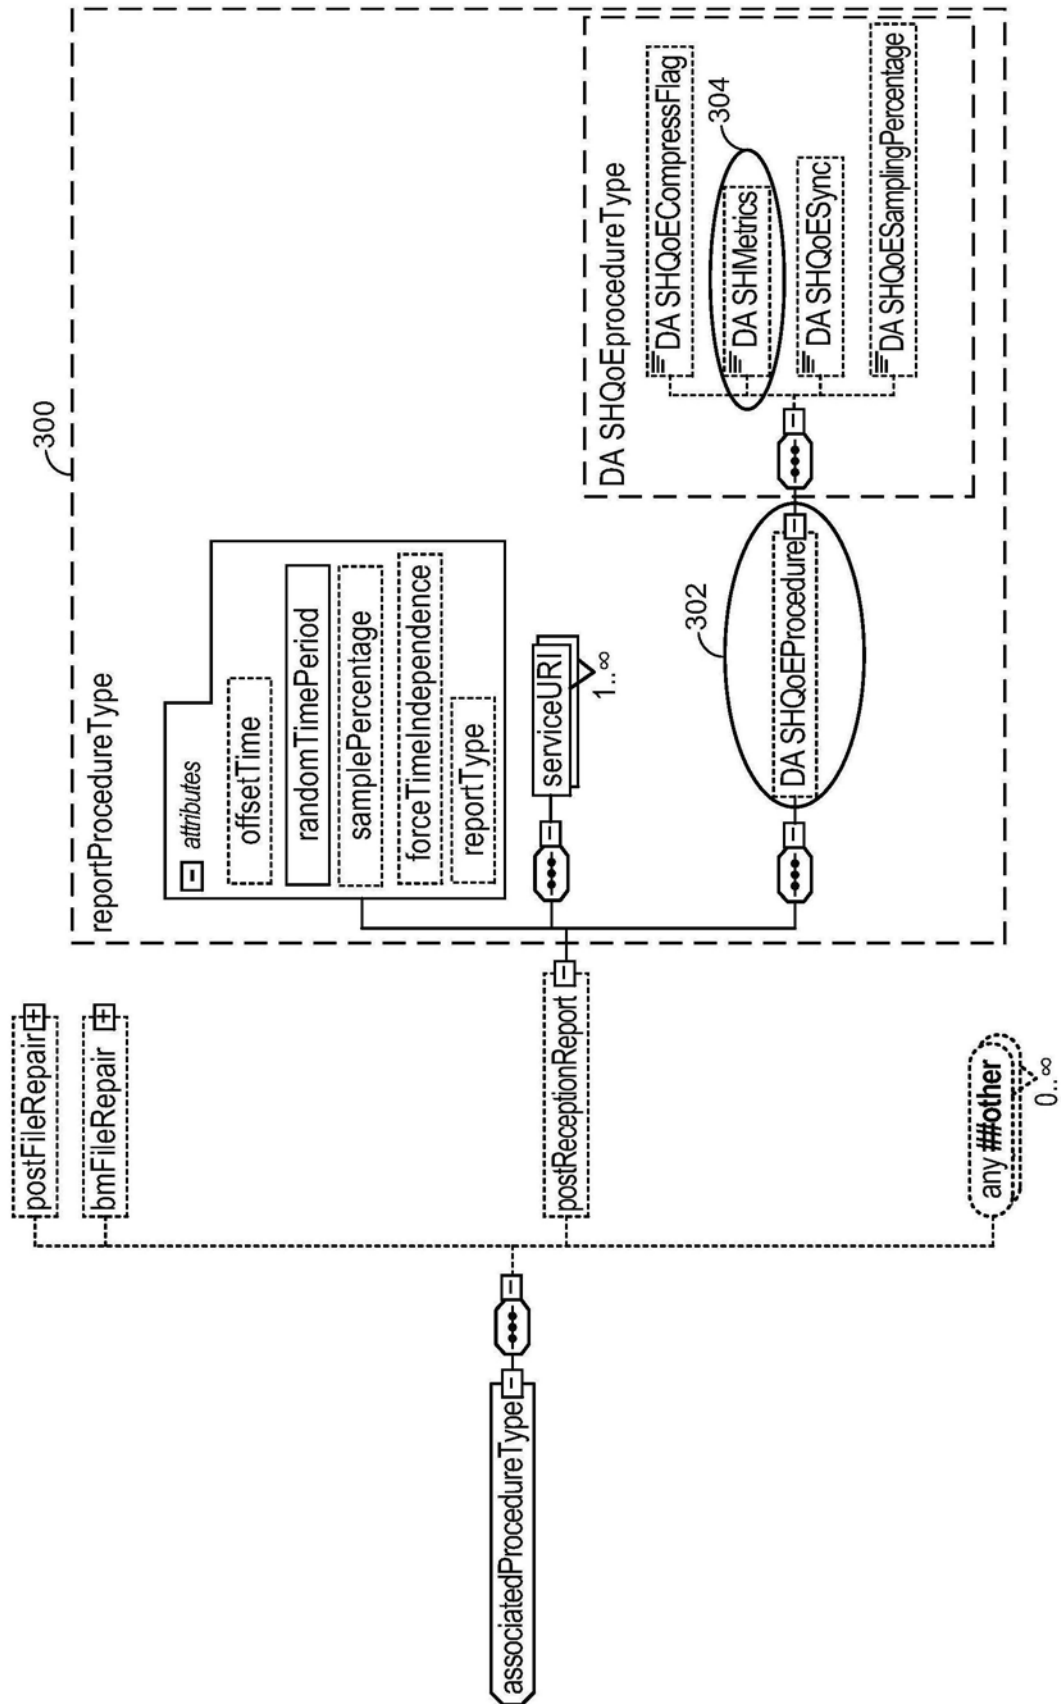 associatedProcedureType
postFileRepair
bmFileRepair
postReceptionReport
any ##other
0..∞
300
reportProcedureType
attributes
offsetTime
randomTimePeriod
samplePercentage
forceTimeIndependence
reportType
serviceURI
1..∞
302
DA SHQoEProcedure
DA SHQoEprocedureType
DA SHQoECompressFlag
304
DA SHMetrics
DA SHQoESync
DA SHQoESamplingPercentage